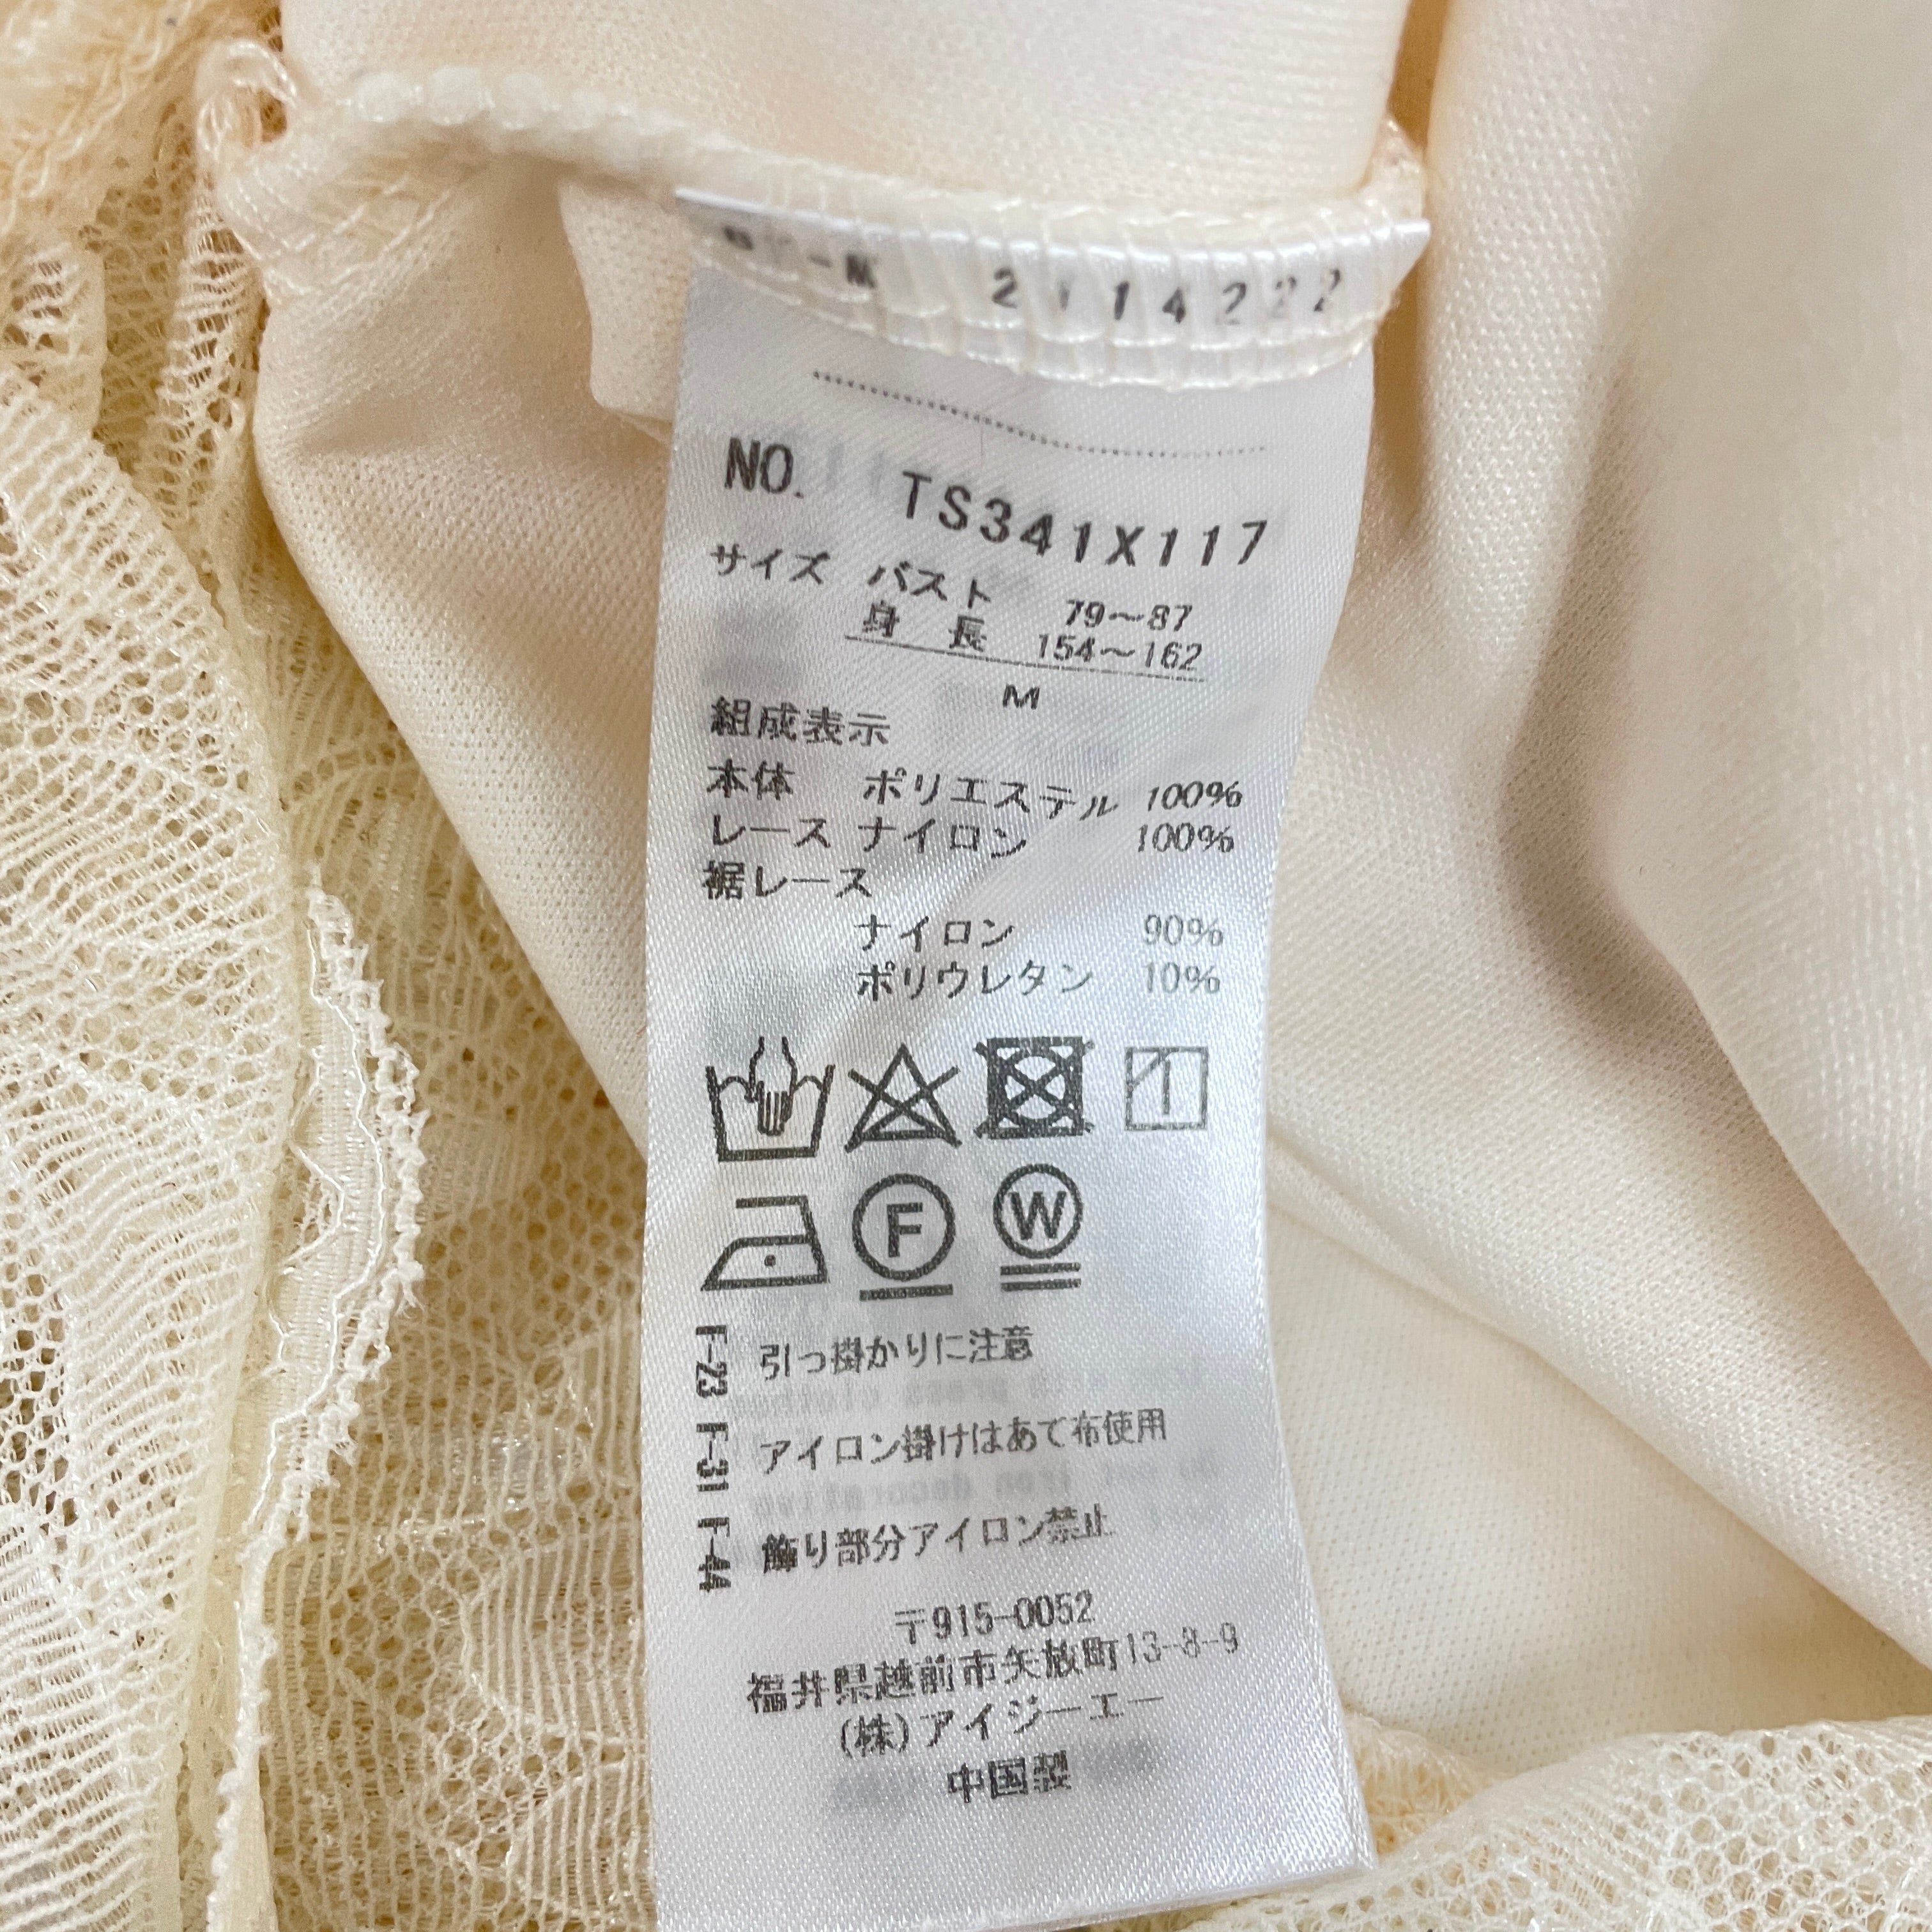 -M 2114222
NO. TS341X117
サイズ バスト 79〜87
身 長 154〜162
M
組成表示
本体 ポリエステル 100%
レース ナイロン 100%
裾レース
ナイロン 90%
ポリウレタン 10%
F W
F-23 引っ掛かりに注意
F-31 アイロン掛けはあて布使用
F-44 飾り部分アイロン禁止
〒915-0052
福井県越前市矢放町13-8-9
(株)アイジーエー
中国製